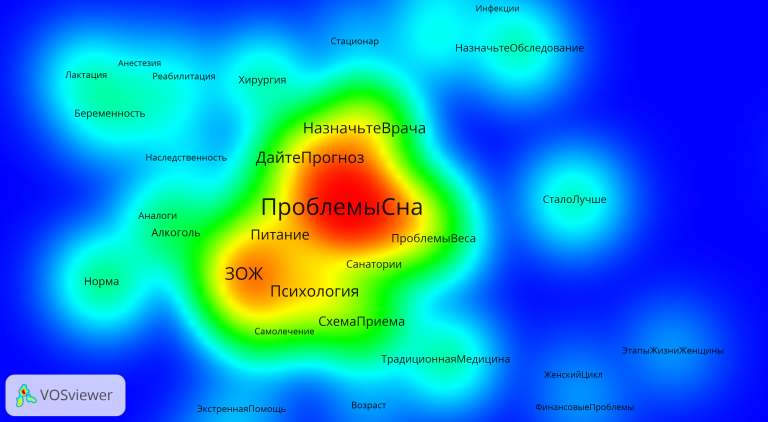 Инфекции
Стационар
НазначьтеОбследование
Анестезия
Лактация
Реабилитация
Хирургия
Беременность
НазначьтеВрача
Наследственность
ДайтеПрогноз
СталоЛучше
ПроблемыСна
Аналоги
Алкоголь
Питание
ПроблемыВеса
Санатории
ЗОЖ
Норма
Психология
СхемаПриема
Самолечение
ЭтапыЖизниЖенщины
ТрадиционнаяМедицина
ЖенскийЦикл
VOSviewer
Возраст
ЭкстреннаяПомощь
ФинансовыеПроблемы